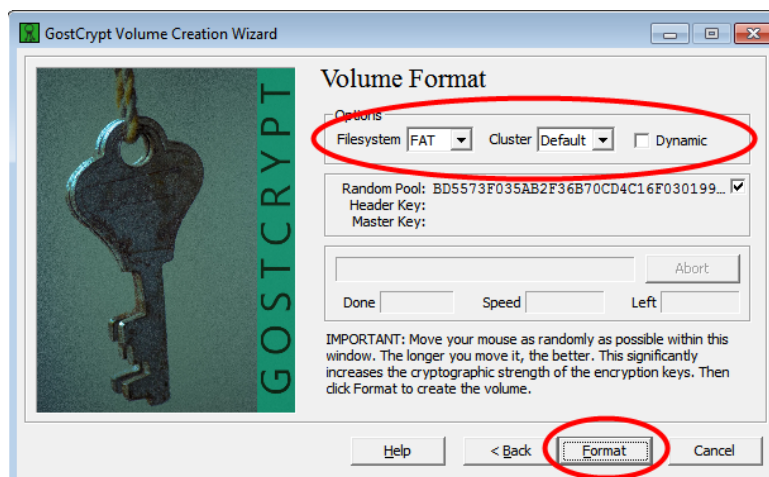 GostCrypt Volume Creation Wizard
GOSTCRYPT
Volume Format
Options
Filesystem FAT Cluster Default Dynamic
Random Pool: BD5573F035AB2F36B70CD4C16F030199...
Header Key:
Master Key:
Abort
Done Speed Left
IMPORTANT: Move your mouse as randomly as possible within this
window. The longer you move it, the better. This significantly
increases the cryptographic strength of the encryption keys. Then
click Format to create the volume.
Help < Back Format Cancel